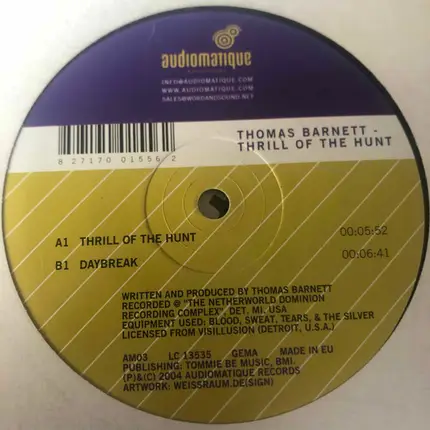 audiomatique
INFO@AUDIOMATIQUE.COM
WWW.AUDIOMATIQUE.COM
SALES@WORDANDSOUND.NET
8 27170 01556 2
THOMAS BARNETT -
THRILL OF THE HUNT
A1 THRILL OF THE HUNT 00:05:52
B1 DAYBREAK 00:06:41
WRITTEN AND PRODUCED BY THOMAS BARNETT
RECORDED @ "THE NETHERWORLD DOMINION
RECORDING COMPLEX", DET, MI. USA
EQUIPMENT USED: BLOOD, SWEAT, TEARS, & THE SILVER
LICENSED FROM VISILLUSION (DETROIT, U.S.A.)
AM03 LC 13535 GEMA MADE IN EU
PUBLISHING: TOMMIE BE MUSIC, BMI.
(P)&(C) 2004 AUDIOMATIQUE RECORDS
ARTWORK: WEISSRAUM.DE(SIGN)